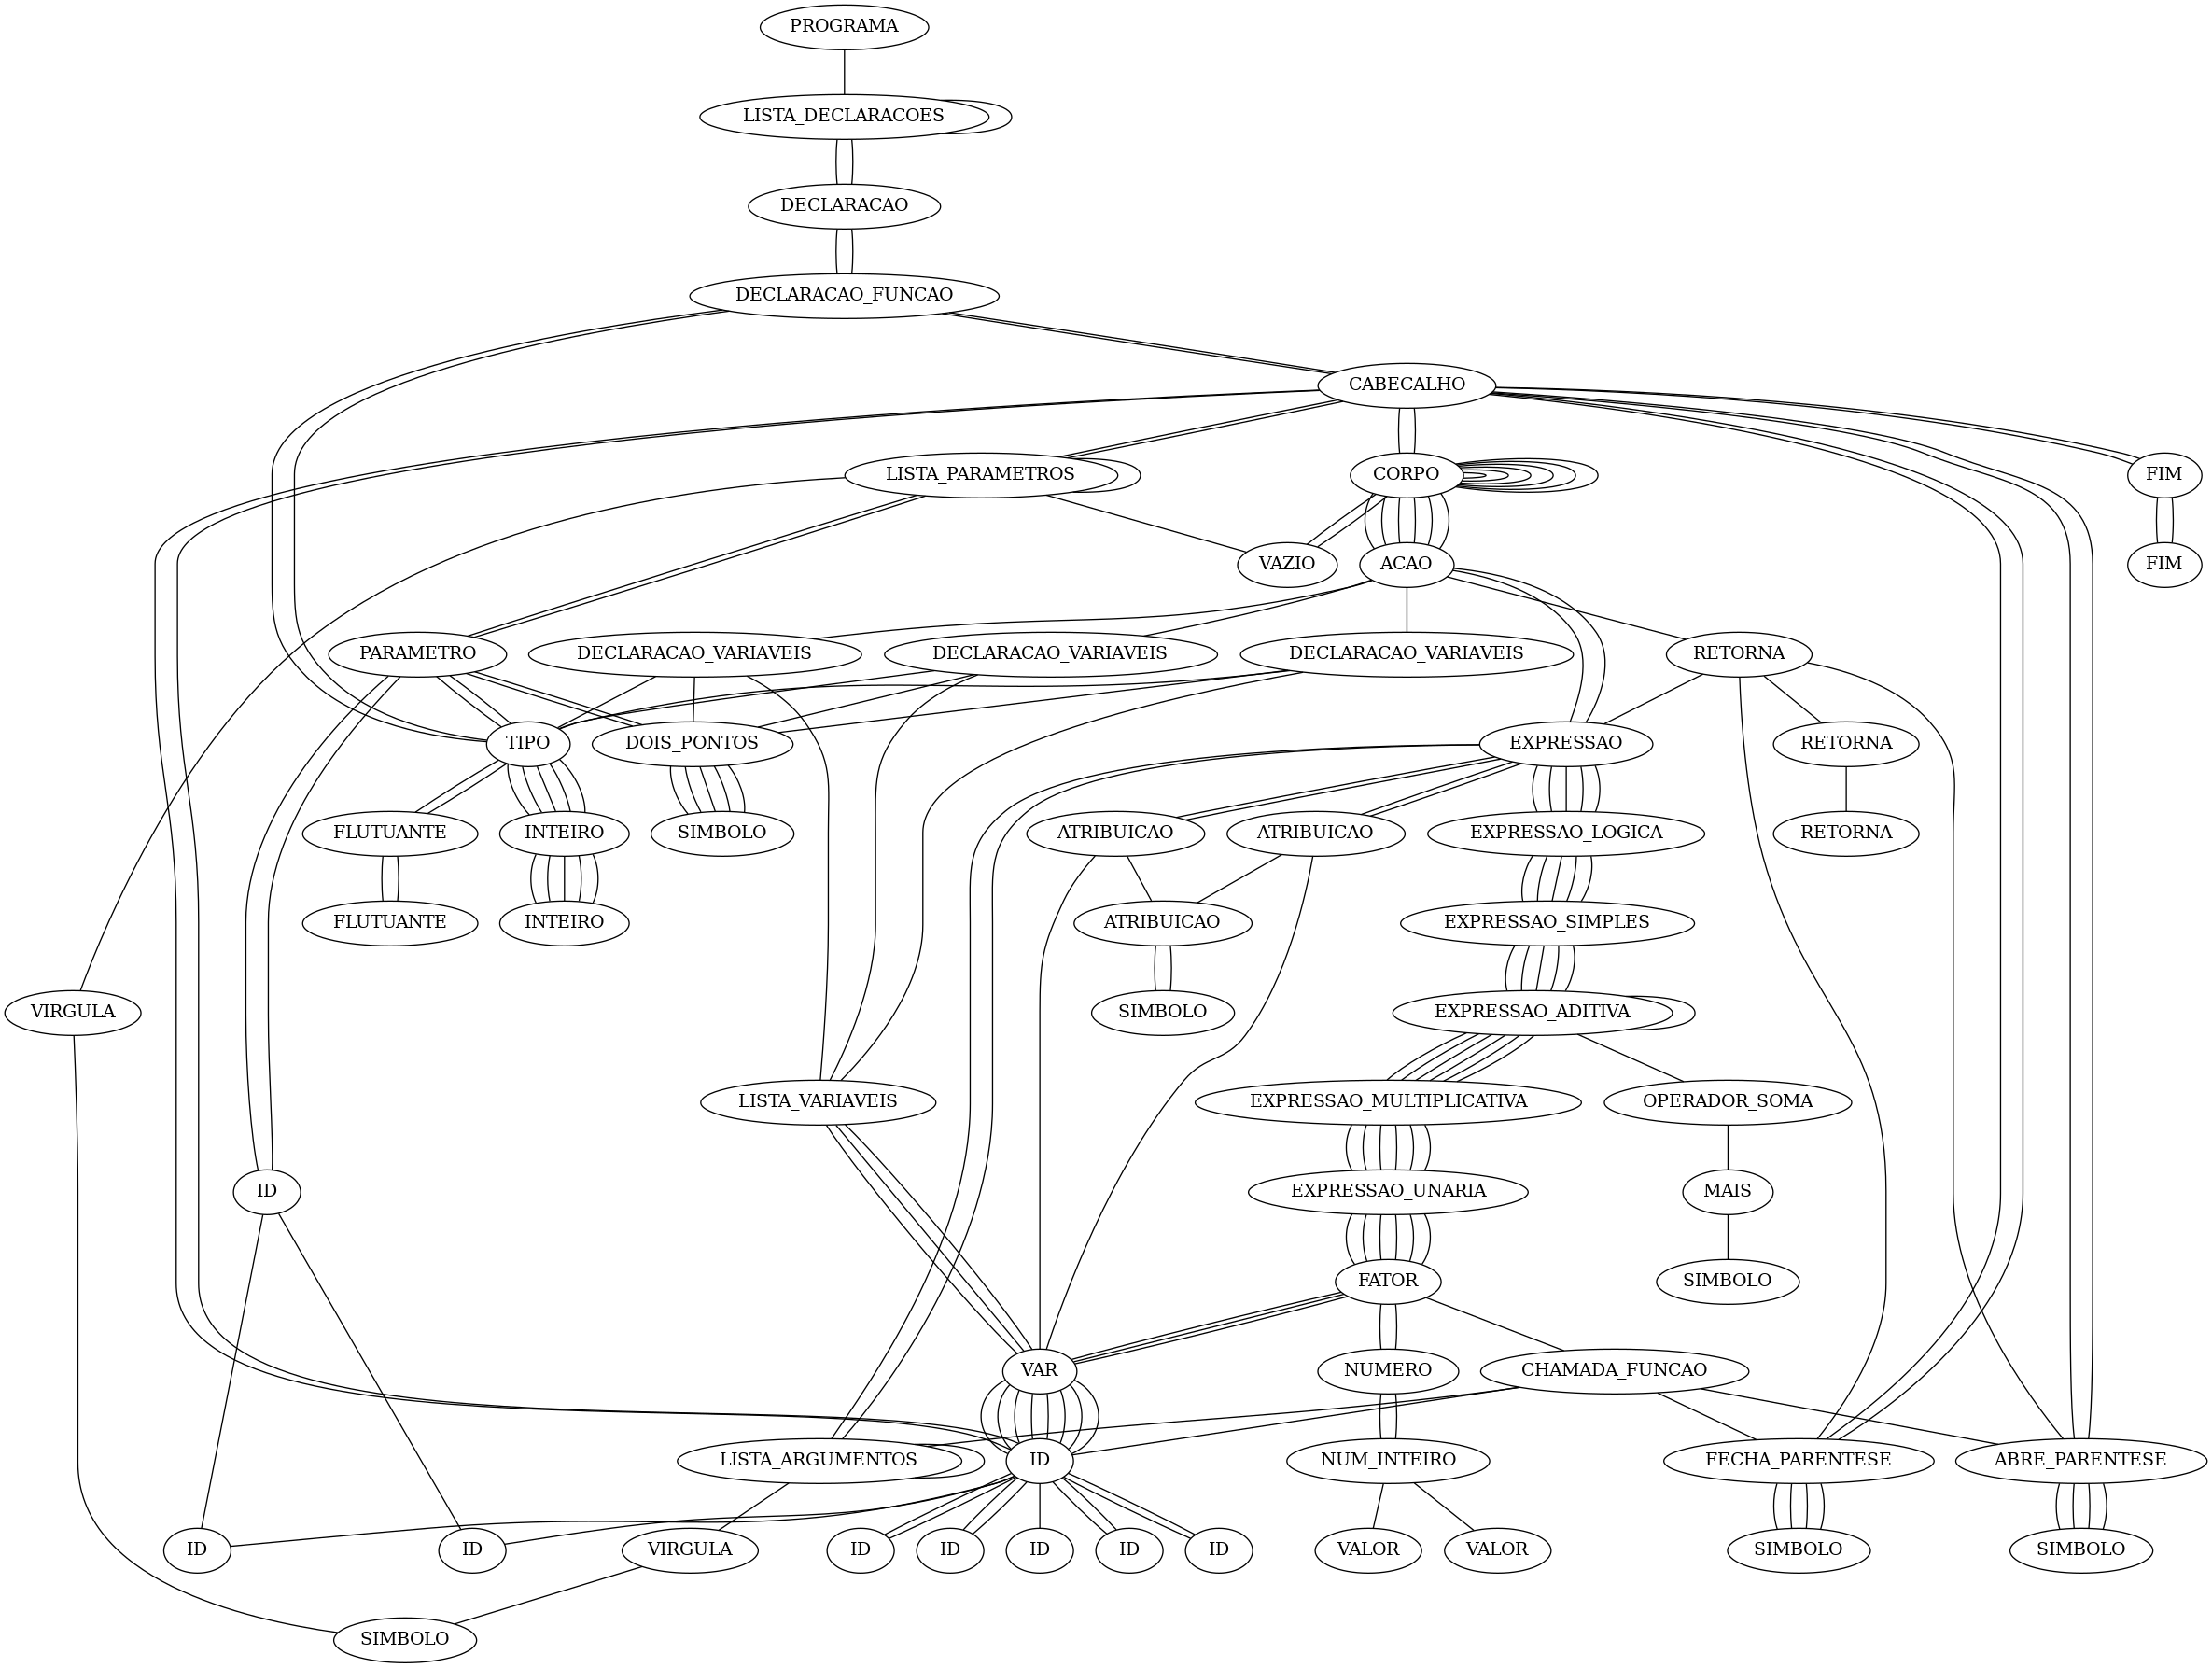 PROGRAMA
LISTA_DECLARACOES
DECLARACAO
DECLARACAO_FUNCAO
CABECALHO
LISTA_PARAMETROS
CORPO
FIM
VAZIO
ACAO
FIM
PARAMETRO
DECLARACAO_VARIAVEIS
DECLARACAO_VARIAVEIS
DECLARACAO_VARIAVEIS
RETORNA
TIPO
DOIS_PONTOS
EXPRESSAO
RETORNA
FLUTUANTE
INTEIRO
SIMBOLO
ATRIBUICAO
ATRIBUICAO
EXPRESSAO_LOGICA
RETORNA
FLUTUANTE
INTEIRO
ATRIBUICAO
EXPRESSAO_SIMPLES
VIRGULA
SIMBOLO
EXPRESSAO_ADITIVA
LISTA_VARIAVEIS
EXPRESSAO_MULTIPLICATIVA
OPERADOR_SOMA
ID
EXPRESSAO_UNARIA
MAIS
FATOR
SIMBOLO
VAR
NUMERO
CHAMADA_FUNCAO
LISTA_ARGUMENTOS
ID
NUM_INTEIRO
FECHA_PARENTESE
ABRE_PARENTESE
ID
ID
VIRGULA
ID
ID
ID
ID
ID
VALOR
VALOR
SIMBOLO
SIMBOLO
SIMBOLO